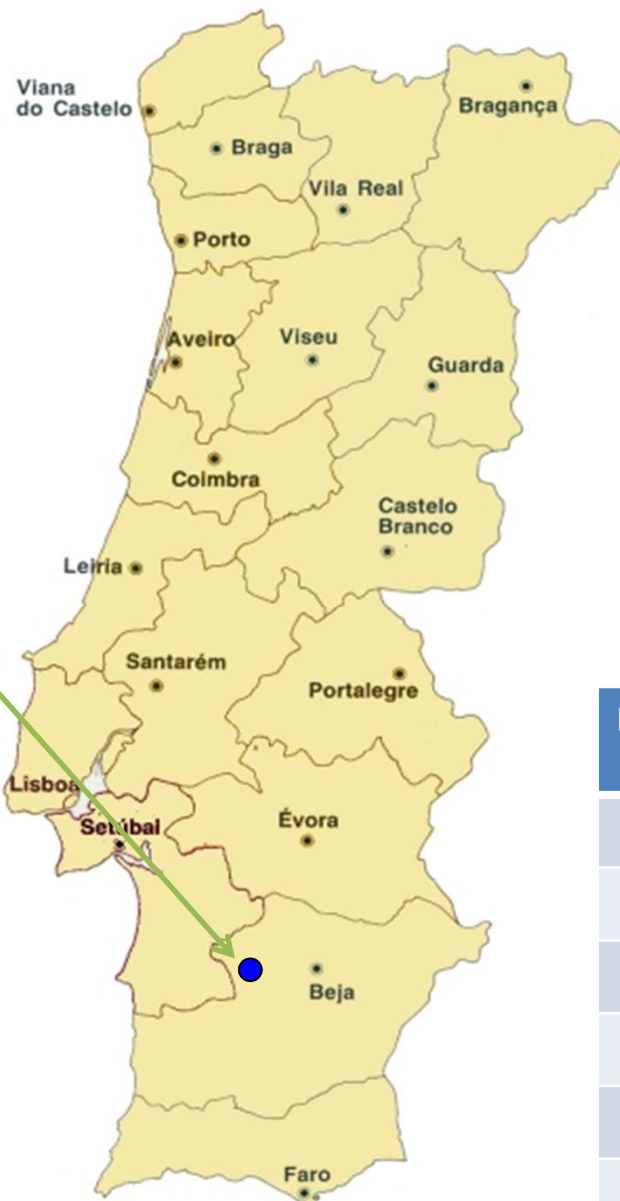 Viana
do Castelo
Bragança
Braga
Vila Real
Porto
Aveiro
Viseu
Guarda
Coimbra
Castelo
Branco
Leiria
Santarém
Portalegre
Lisboa
Setúbal
Évora
Beja
Faro